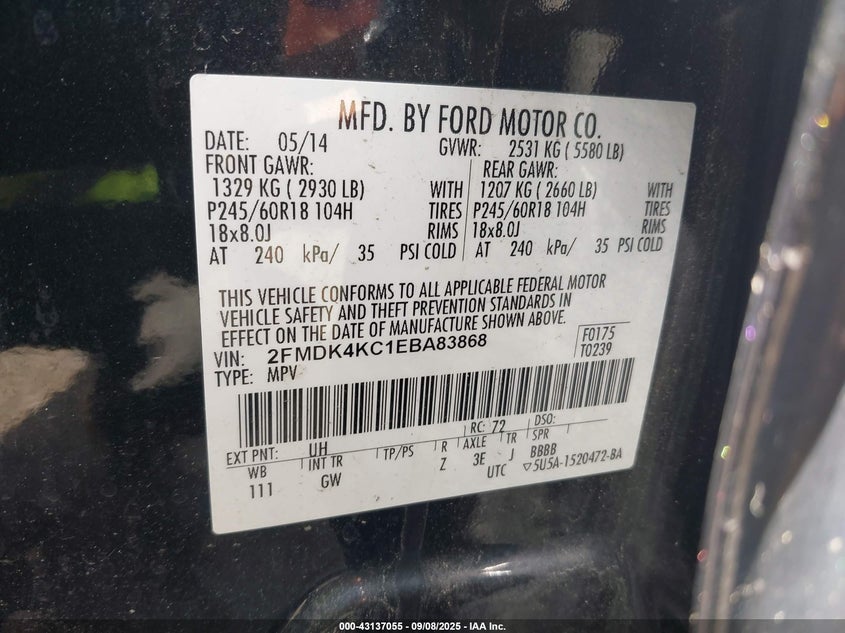 MFD. BY FORD MOTOR CO.
DATE: 05/14 GVWR: 2531 KG ( 5580 LB)
FRONT GAWR: REAR GAWR:
1329 KG ( 2930 LB) WITH 1207 KG ( 2660 LB) WITH
P245/60R18 104H TIRES P245/60R18 104H TIRES
18x8.0J RIMS 18x8.0J RIMS
AT 240 kPa/ 35 PSI COLD AT 240 kPa/ 35 PSI COLD
THIS VEHICLE CONFORMS TO ALL APPLICABLE FEDERAL MOTOR
VEHICLE SAFETY AND THEFT PREVENTION STANDARDS IN
EFFECT ON THE DATE OF MANUFACTURE SHOWN ABOVE.
VIN: 2FMDK4KC1EBA83868 F0175
TYPE: MPV T0239
EXT PNT: UH RC: 72 DSO:
WB INT TR TP/PS R AXLE TR SPR
111 GW Z 3E J BBBB
UTC ▽5U5A-1520472-BA
000-43137055 - 09/08/2025 - IAA Inc.